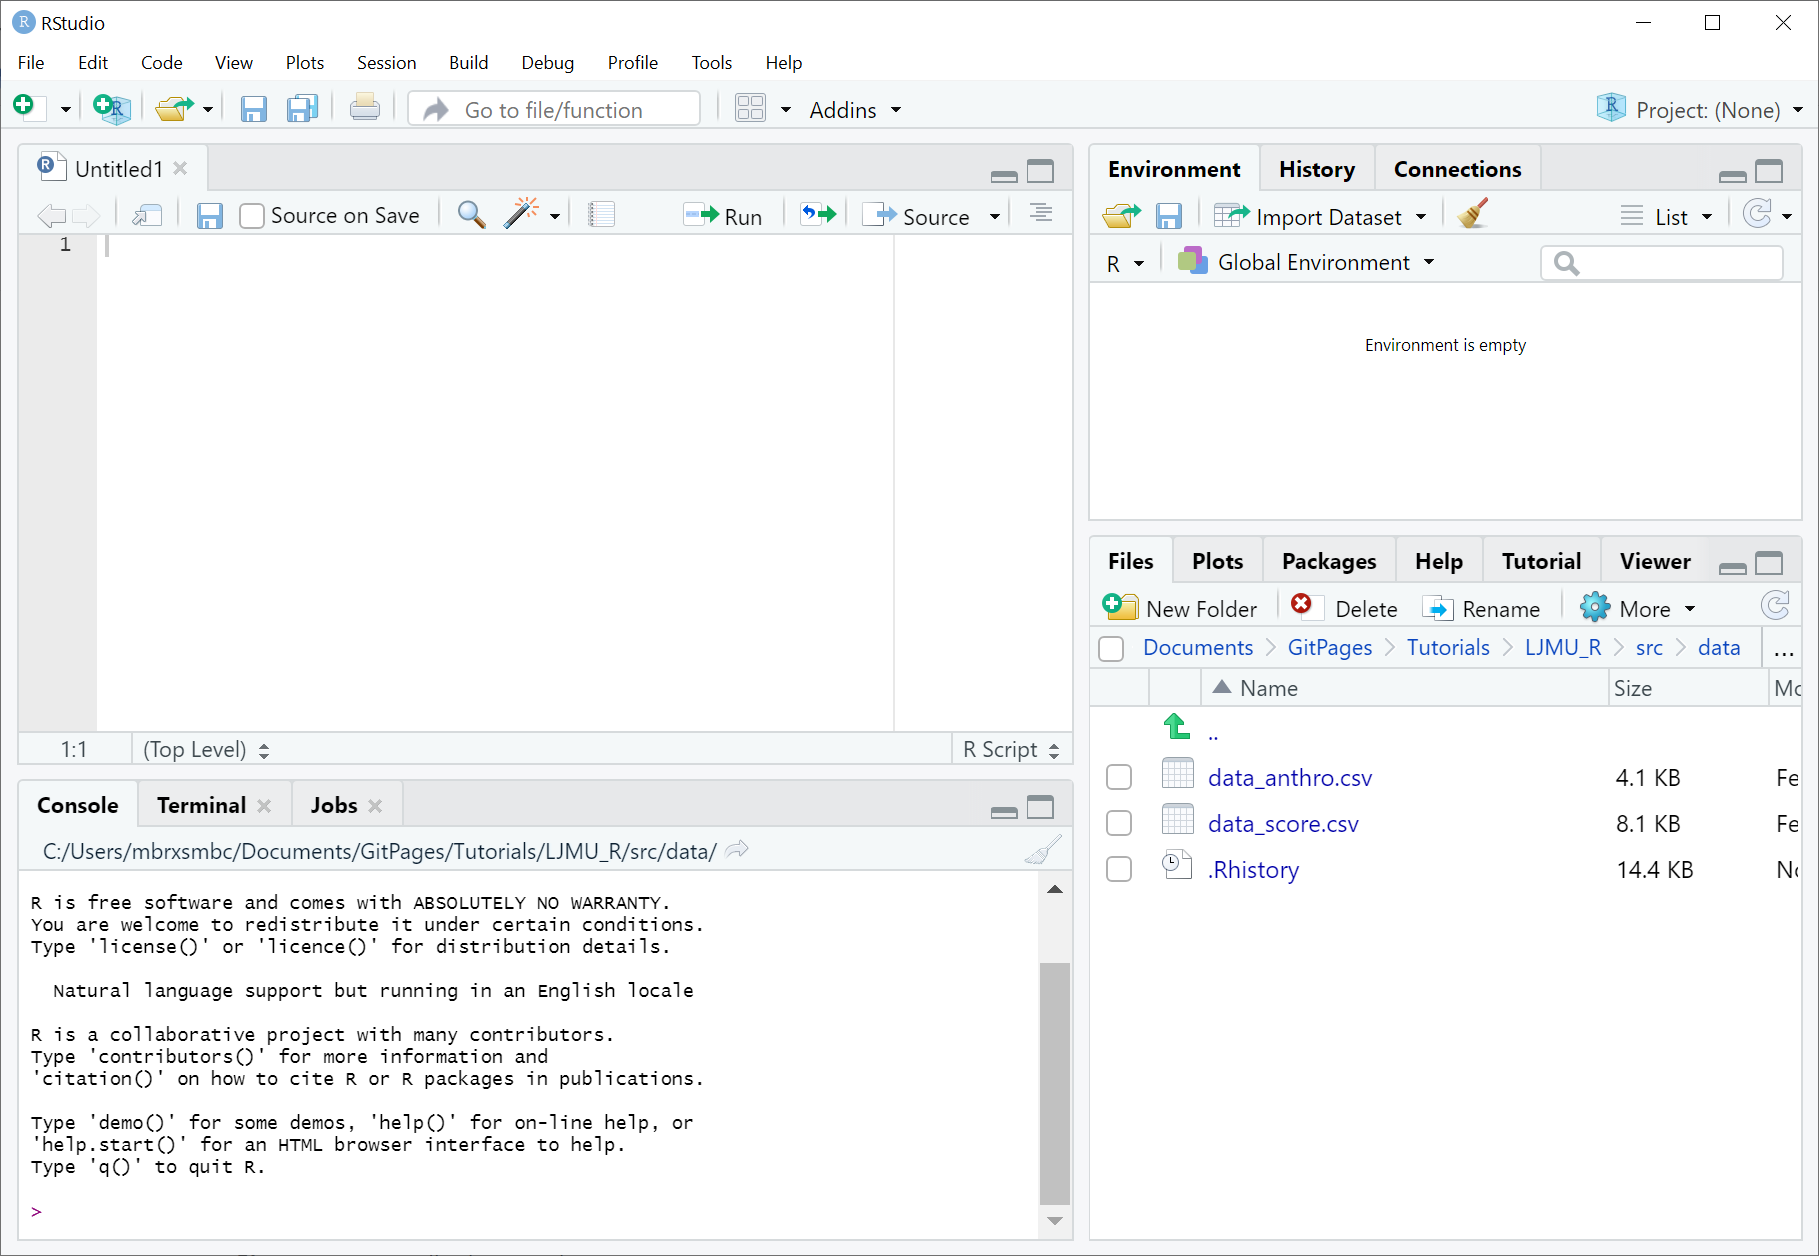 RStudio
File Edit Code View Plots Session Build Debug Profile Tools Help
Go to file/function Addins Project: (None)
Untitled1
Source on Save Run Source
1
1:1 (Top Level) R Script
Console Terminal Jobs
C:/Users/mbrxsmbc/Documents/GitPages/Tutorials/LJMU_R/src/data/
R is free software and comes with ABSOLUTELY NO WARRANTY.
You are welcome to redistribute it under certain conditions.
Type 'license()' or 'licence()' for distribution details.
Natural language support but running in an English locale
R is a collaborative project with many contributors.
Type 'contributors()' for more information and
'citation()' on how to cite R or R packages in publications.
Type 'demo()' for some demos, 'help()' for on-line help, or
'help.start()' for an HTML browser interface to help.
Type 'q()' to quit R.
>
Environment History Connections
Import Dataset List
R Global Environment
Environment is empty
Files Plots Packages Help Tutorial Viewer
New Folder Delete Rename More
Documents GitPages Tutorials LJMU_R src data ...
Name Size
..
data_anthro.csv 4.1 KB Fe
data_score.csv 8.1 KB Fe
.Rhistory 14.4 KB